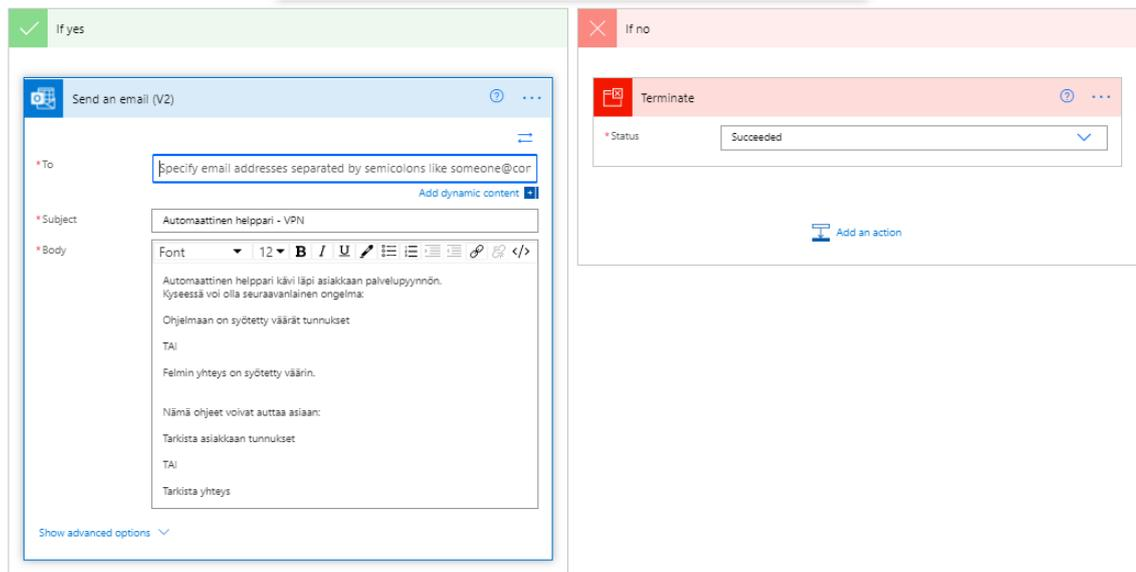 If yes
If no
Send an email (V2)
Terminate
*Status
Succeeded
*To
Specify email addresses separated by semicolons like someone@con
Add dynamic content
*Subject
Automaattinen helppari - VPN
Add an action
*Body
Font
12
B I U
</>
Automaattinen helppari kävi läpi asiakkaan palvelupyynnön.
Kyseessä voi olla seuraavanlainen ongelma:
Ohjelmaan on syötetty väärät tunnukset
TAI
Felmin yhteys on syötetty väärin.
Nämä ohjeet voivat auttaa asiaan:
Tarkista asiakkaan tunnukset
TAI
Tarkista yhteys
Show advanced options